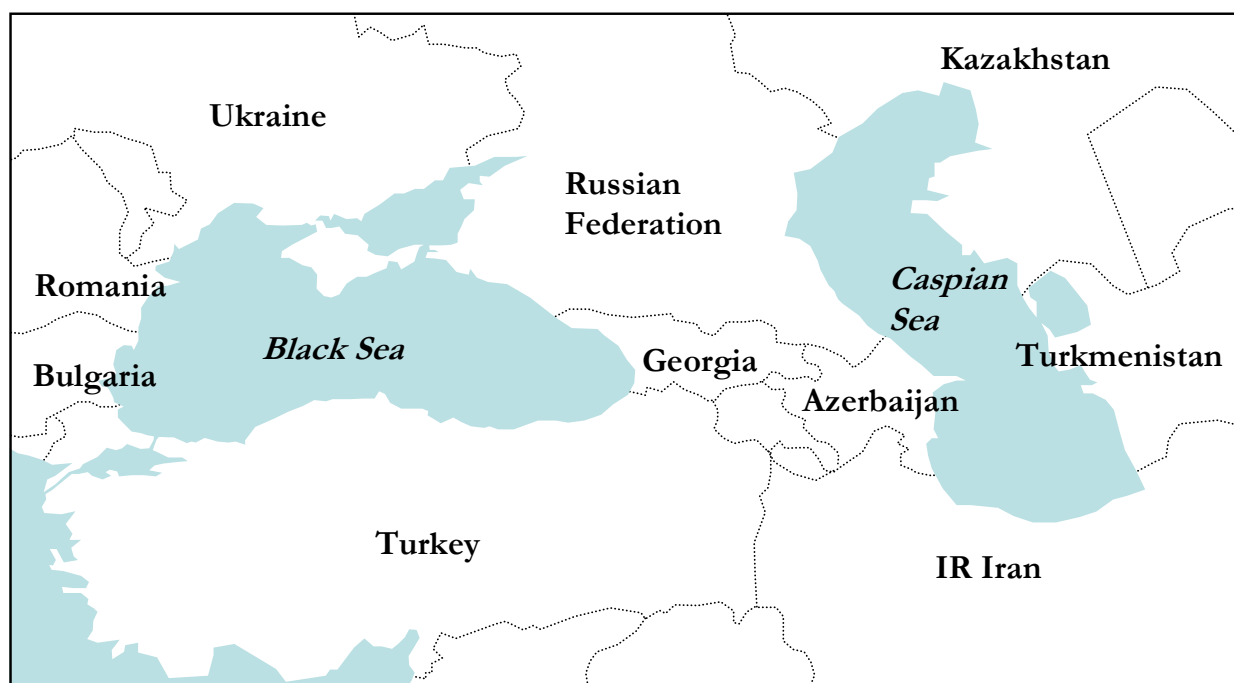 Kazakhstan
Ukraine
Russian
Federation
Romania
Caspian
Sea
Black Sea
Georgia
Turkmenistan
Bulgaria
Azerbaijan
Turkey
IR Iran